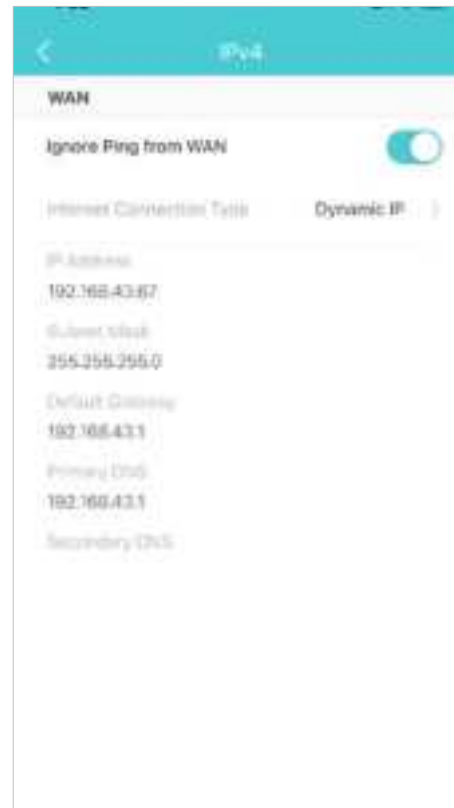 IPv4
WAN
Ignore Ping from WAN
Internet Connection Type Dynamic IP
IP Address
192.168.43.67
Subnet Mask
255.255.255.0
Default Gateway
192.168.43.1
Primary DNS
192.168.43.1
Secondary DNS